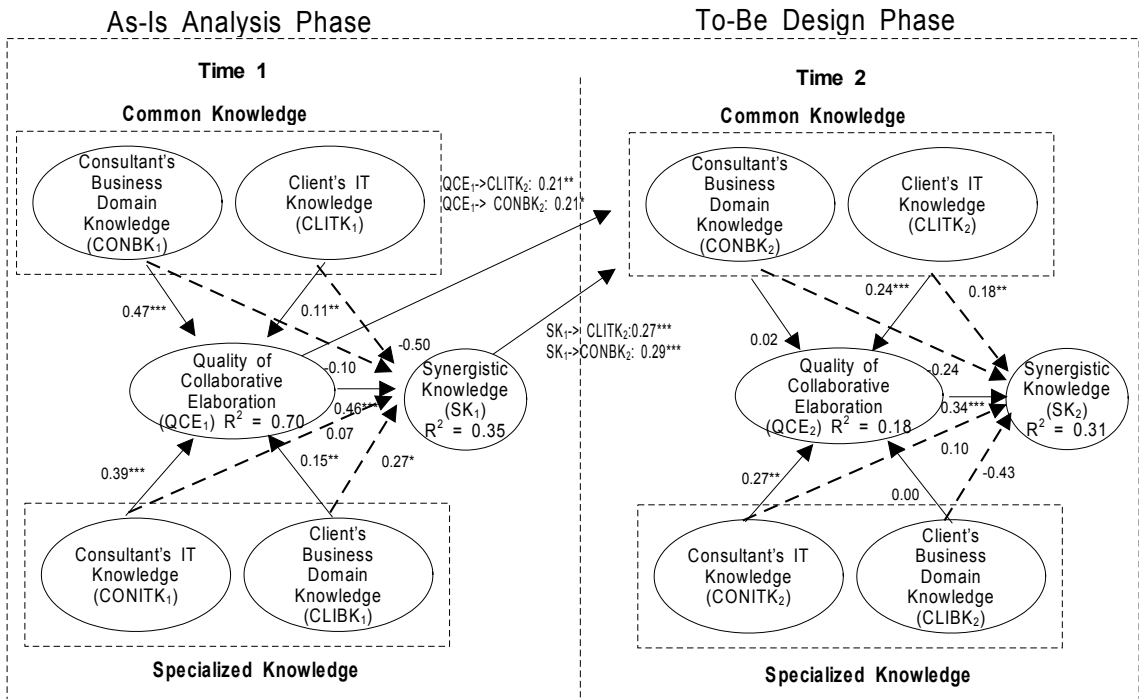 As-Is Analysis Phase
To-Be Design Phase
Time 1
Common Knowledge
Consultant's
Business
Domain
Knowledge
(CONBK₁)
Client's IT
Knowledge
(CLITK₁)
QCE₁->CLITK₂: 0.21**
QCE₁-> CONBK₂: 0.21*
0.47***
0.11**
-0.50
-0.10
Quality of
Collaborative
Elaboration
(QCE₁) R² = 0.70
0.46***
0.07
Synergistic
Knowledge
(SK₁)
R² = 0.35
SK₁-> CLITK₂:0.27***
SK₁->CONBK₂: 0.29***
0.39***
0.15**
0.27*
Consultant's IT
Knowledge
(CONITK₁)
Client's
Business
Domain
Knowledge
(CLIBK₁)
Specialized Knowledge
Time 2
Common Knowledge
Consultant's
Business
Domain
Knowledge
(CONBK₂)
Client's IT
Knowledge
(CLITK₂)
0.24***
0.18**
0.02
-0.24
Quality of
Collaborative
Elaboration
(QCE₂) R² = 0.18
0.34***
0.10
Synergistic
Knowledge
(SK₂)
R² = 0.31
0.27**
0.00
-0.43
Consultant's IT
Knowledge
(CONITK₂)
Client's
Business
Domain
Knowledge
(CLIBK₂)
Specialized Knowledge